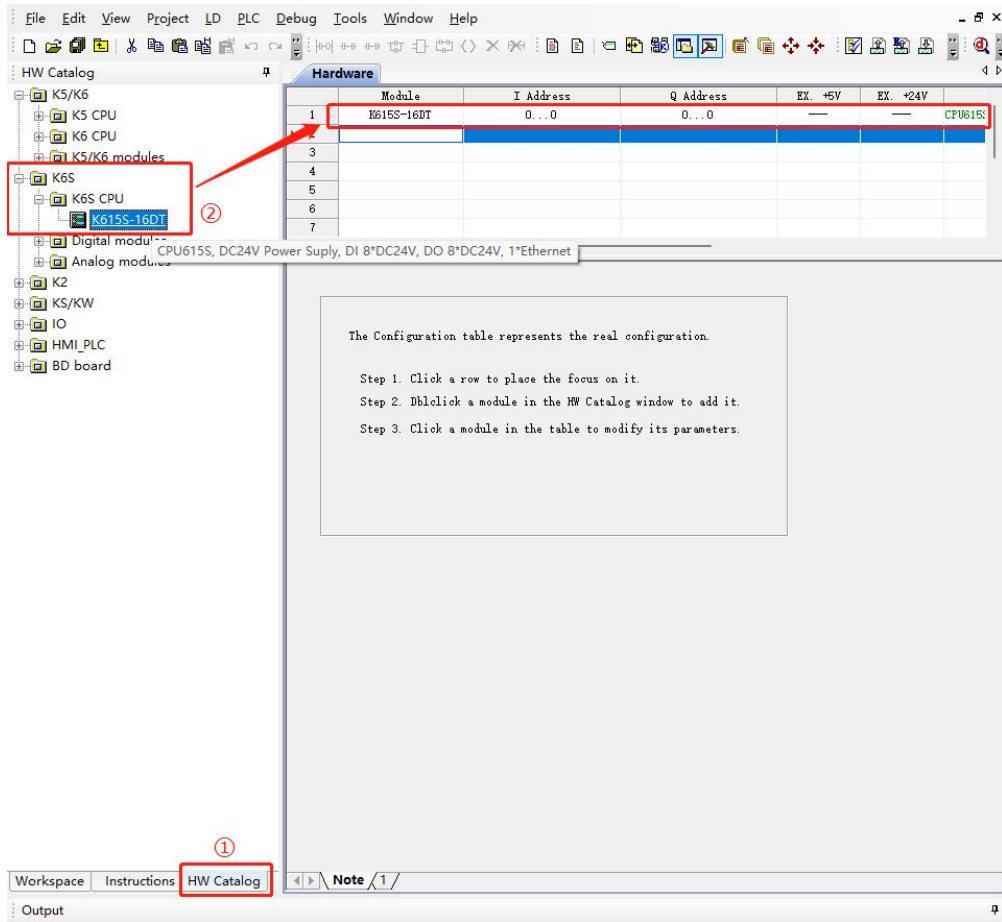 File Edit View Project LD PLC Debug Tools Window Help
HW Catalog
Hardware
Module I Address Q Address EX. +5V EX. +24V
1 K615S-16DT 0...0 0...0 — — CPU615S
3
4
5
6
7
K5/K6
K5 CPU
K6 CPU
K5/K6 modules
K6S
K6S CPU
K615S-16DT
②
Digital modules
CPU615S, DC24V Power Suply, DI 8*DC24V, DO 8*DC24V, 1*Ethernet
Analog modules
K2
KS/KW
IO
HMI_PLC
BD board
The Configuration table represents the real configuration.
Step 1. Click a row to place the focus on it.
Step 2. Dblclick a module in the HW Catalog window to add it.
Step 3. Click a module in the table to modify its parameters.
①
Workspace Instructions HW Catalog
Note 1
Output